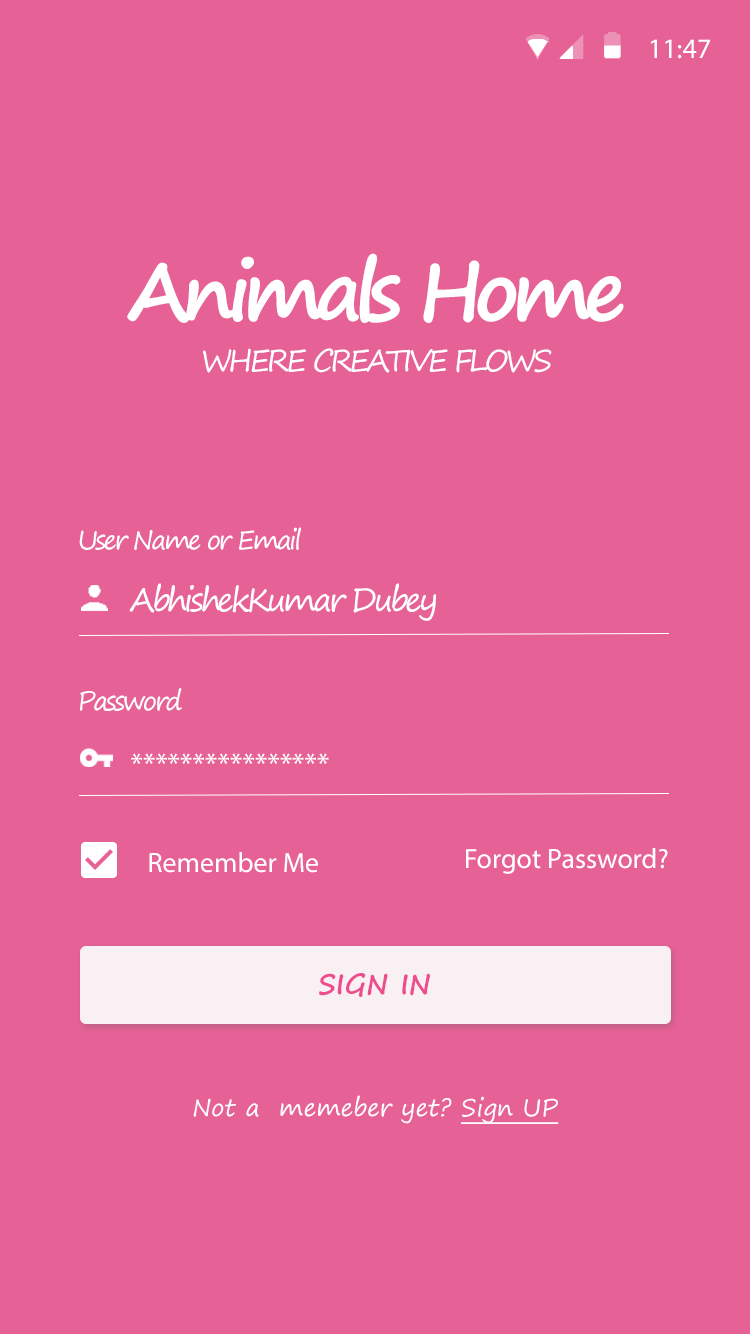 11:47
Animals Home
WHERE CREATIVE FLOWS
User Name or Email
AbhishekKumar Dubey
Password
****************
Remember Me
Forgot Password?
SIGN IN
Not a memeber yet? Sign UP